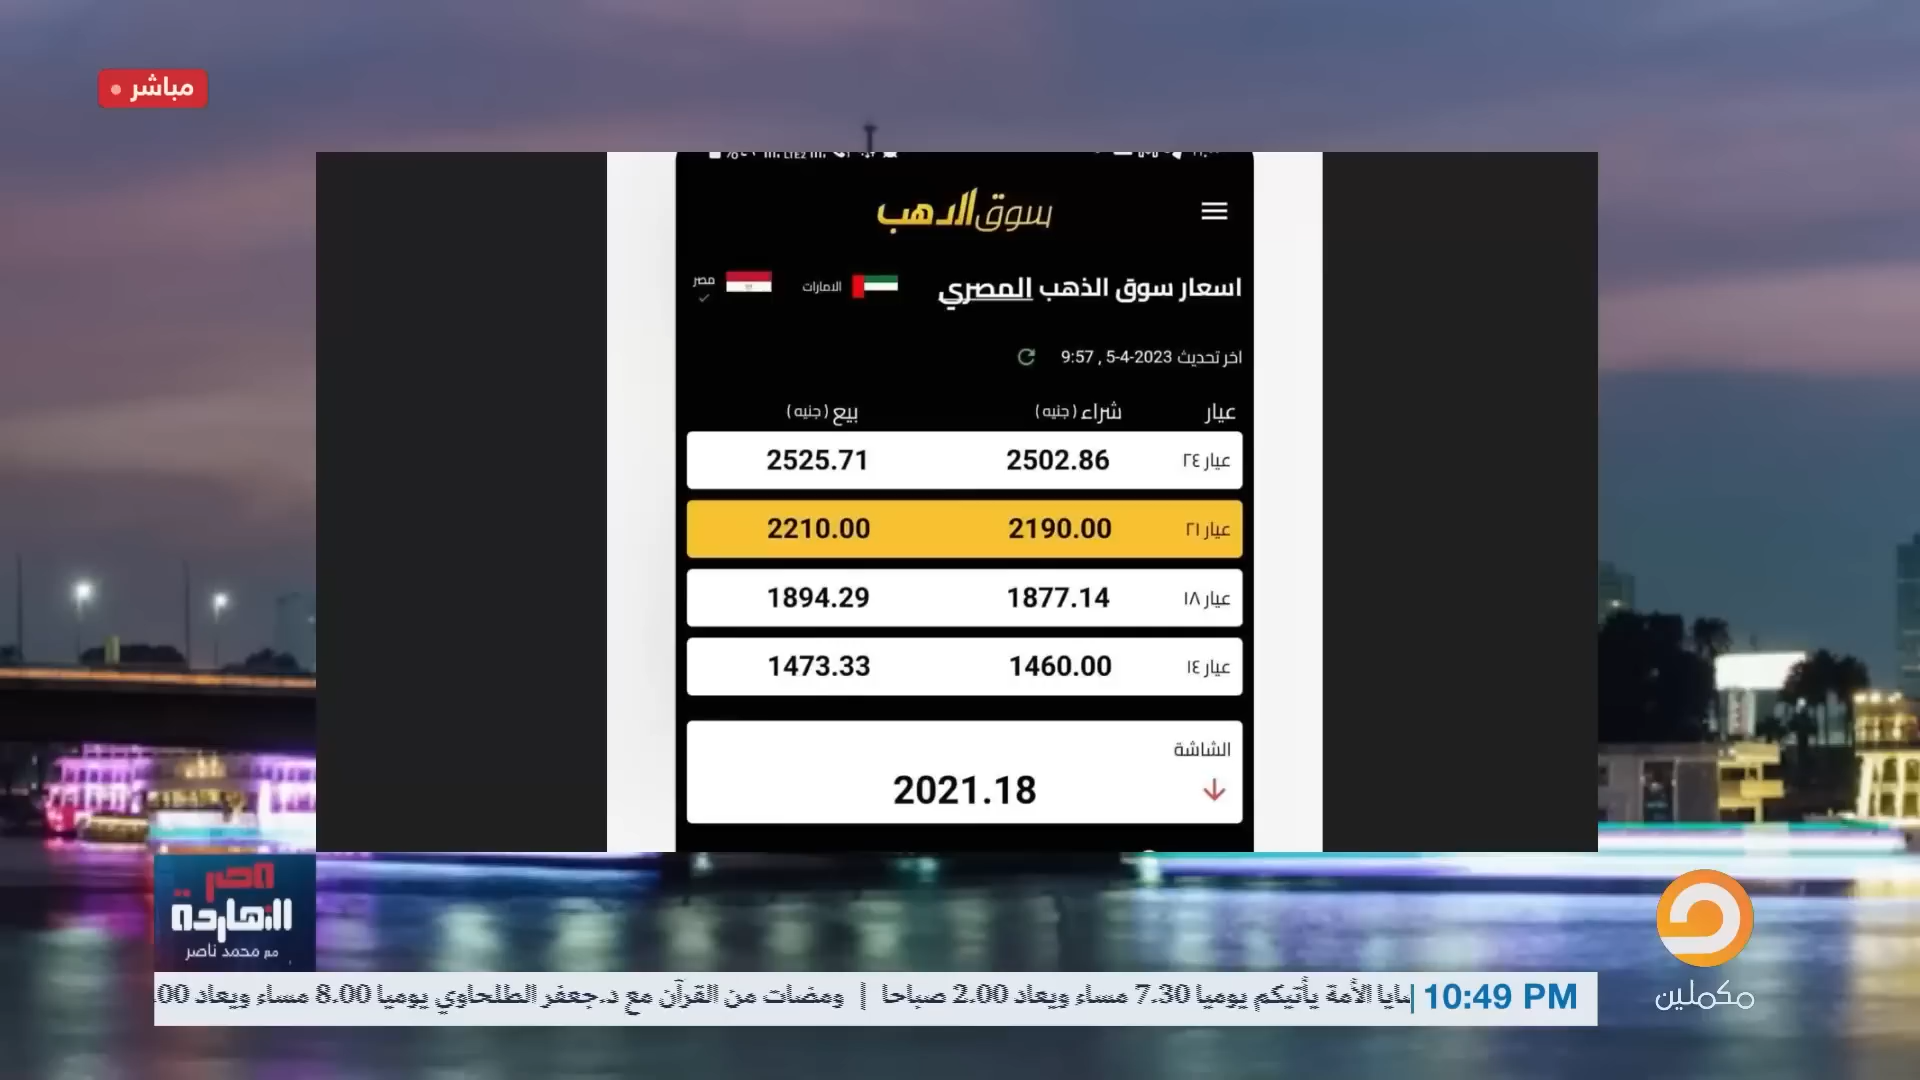 مباشر
سوق الدهب
اسعار سوق الذهب المصري
الامارات
مصر
اخر تحديث 2023-4-5 , 9:57
عيار شراء (جنيه) بيع (جنيه)
عيار ٢٤ 2502.86 2525.71
عيار ٢١ 2190.00 2210.00
عيار ١٨ 1877.14 1894.29
عيار ١٤ 1460.00 1473.33
الشاشة
2021.18
مصر
النهاردة
مع محمد ناصر
10:49 PM
الأمة يأتيكم يوميا 7.30 مساء ويعاد 2.00 صباحا | ومضات من القرآن مع د.جعفر الطلحاوي يوميا 8.00 مساء ويعاد
مكملين